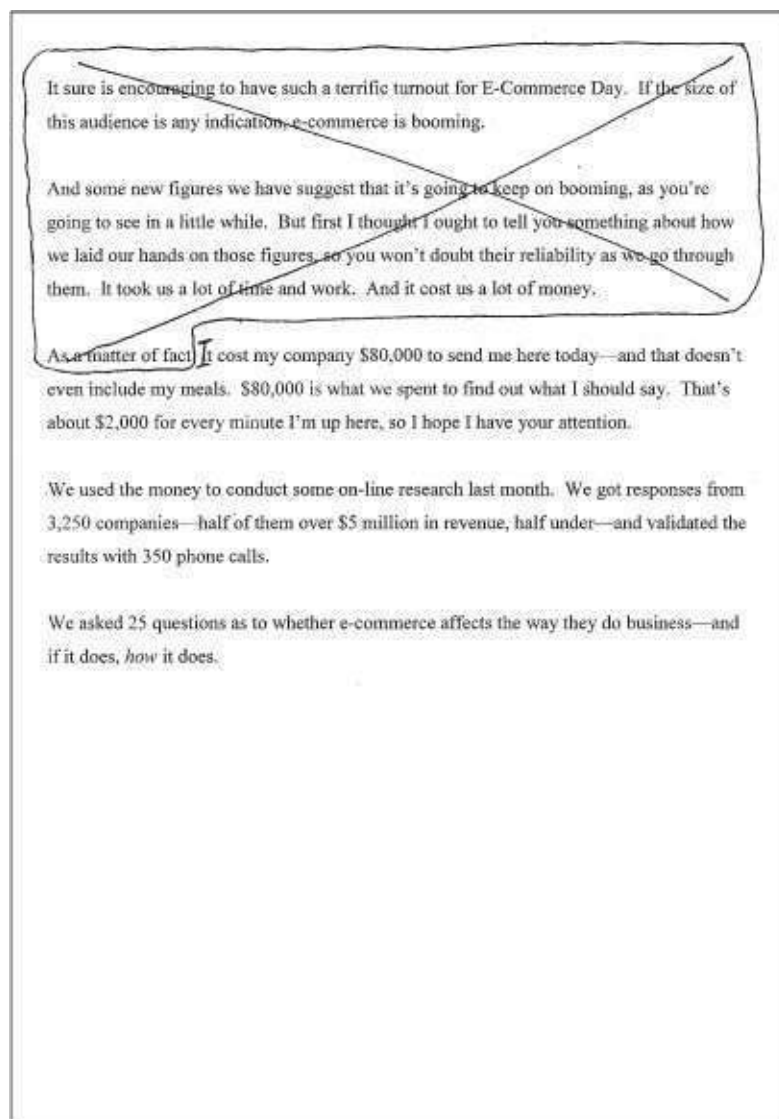 It sure is encouraging to have such a terrific turnout for E-Commerce Day. If the size of
this audience is any indication, e-commerce is booming.
And some new figures we have suggest that it's going to keep on booming, as you're
going to see in a little while. But first I thought I ought to tell you something about how
we laid our hands on those figures, so you won't doubt their reliability as we go through
them. It took us a lot of time and work. And it cost us a lot of money.
As a matter of fact It cost my company $80,000 to send me here today—and that doesn't
even include my meals. $80,000 is what we spent to find out what I should say. That's
about $2,000 for every minute I'm up here, so I hope I have your attention.
We used the money to conduct some on-line research last month. We got responses from
3,250 companies—half of them over $5 million in revenue, half under—and validated the
results with 350 phone calls.
We asked 25 questions as to whether e-commerce affects the way they do business—and
if it does, how it does.